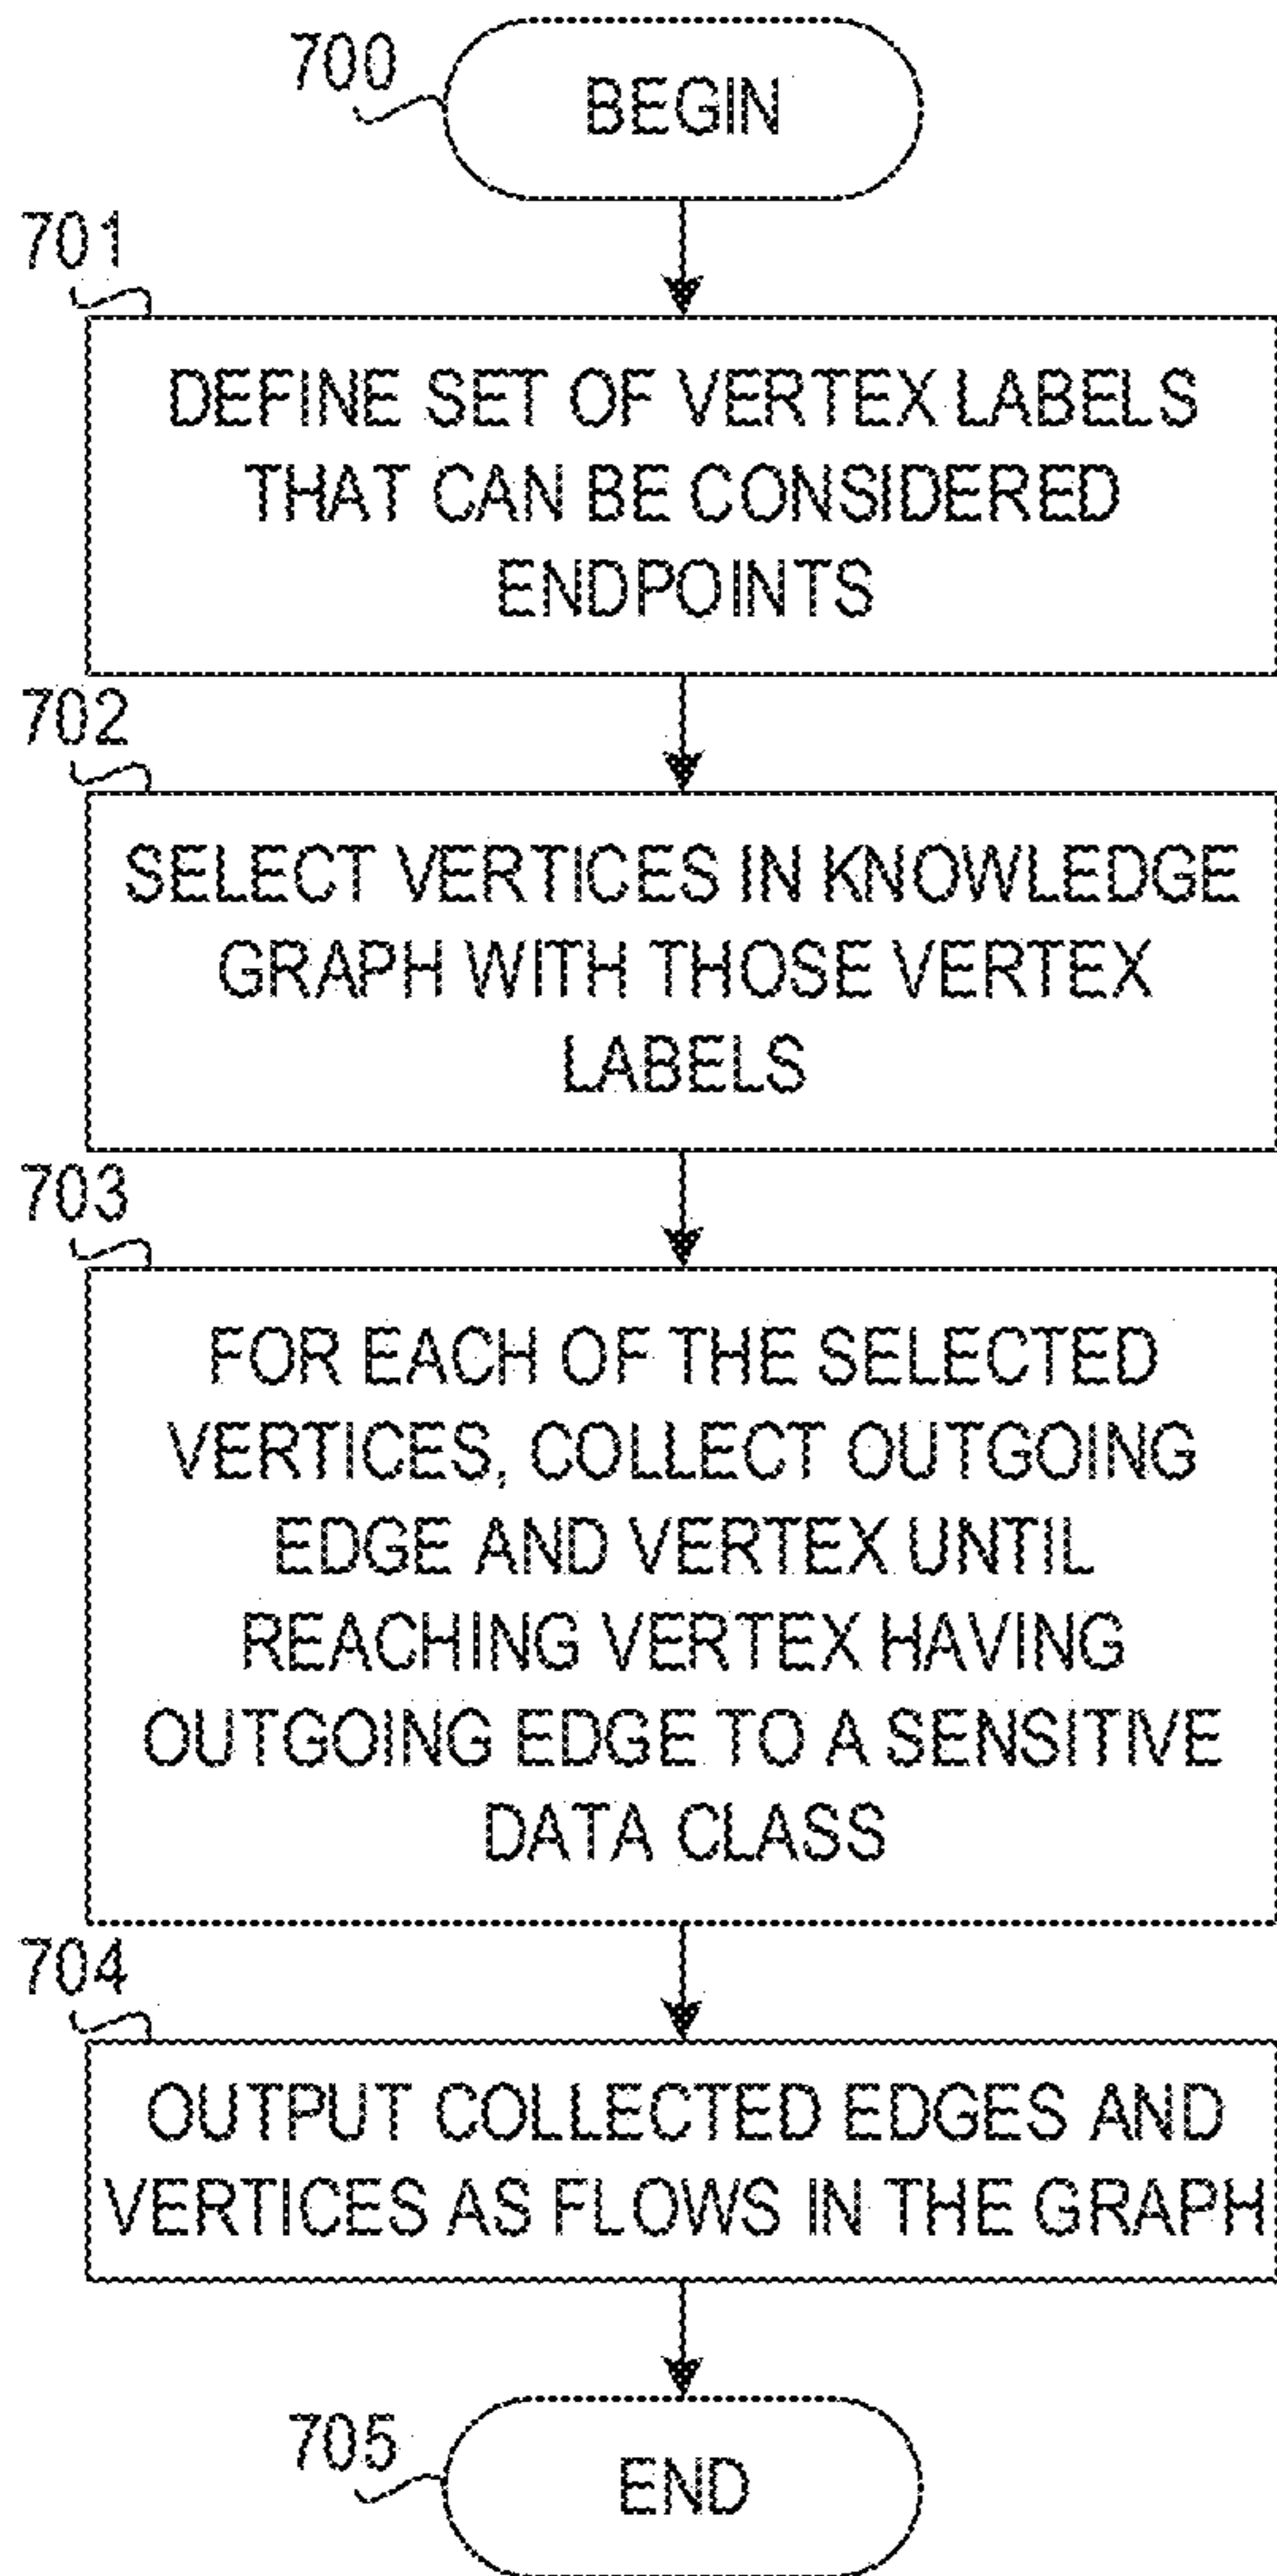 700
BEGIN
701
DEFINE SET OF VERTEX LABELS
THAT CAN BE CONSIDERED
ENDPOINTS
702
SELECT VERTICES IN KNOWLEDGE
GRAPH WITH THOSE VERTEX
LABELS
703
FOR EACH OF THE SELECTED
VERTICES, COLLECT OUTGOING
EDGE AND VERTEX UNTIL
REACHING VERTEX HAVING
OUTGOING EDGE TO A SENSITIVE
DATA CLASS
704
OUTPUT COLLECTED EDGES AND
VERTICES AS FLOWS IN THE GRAPH
705
END